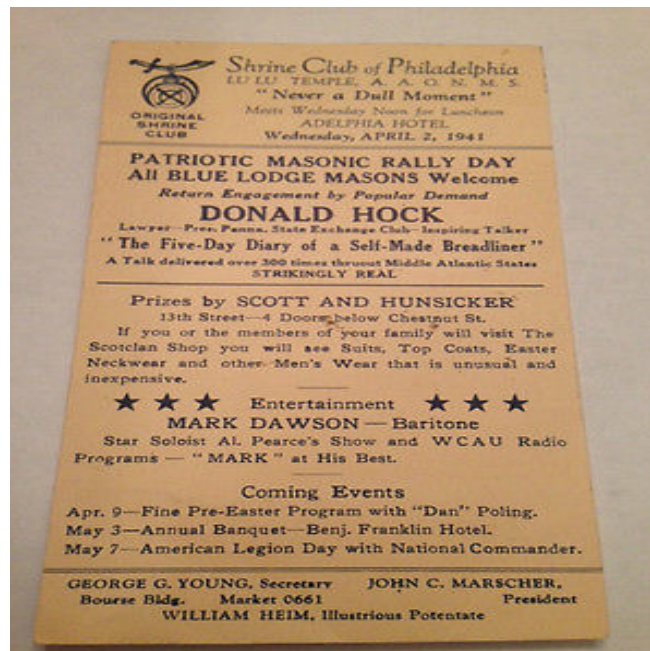 Shrine Club of Philadelphia
LU LU TEMPLE, A. A. O. N. M. S.
"Never a Dull Moment"
Meets Wednesday Noon for Luncheon
ADELPHIA HOTEL
Wednesday, APRIL 2, 1941
ORIGINAL
SHRINE
CLUB
PATRIOTIC MASONIC RALLY DAY
All BLUE LODGE MASONS Welcome
Return Engagement by Popular Demand
DONALD HOCK
Lawyer—Pres. Penna. State Exchange Club—Inspiring Talker
"The Five-Day Diary of a Self-Made Breadliner"
A Talk delivered over 300 times thruout Middle Atlantic States
STRIKINGLY REAL
Prizes by SCOTT AND HUNSICKER
13th Street—4 Doors below Chestnut St.
If you or the members of your family will visit The
Scotclan Shop you will see Suits, Top Coats, Easter
Neckwear and other Men's Wear that is unusual and
inexpensive.
★ ★ ★ Entertainment ★ ★ ★
MARK DAWSON—Baritone
Star Soloist Al. Pearce's Show and WCAU Radio
Programs — "MARK" at His Best.
Coming Events
Apr. 9—Fine Pre-Easter Program with "Dan" Poling.
May 3—Annual Banquet—Benj. Franklin Hotel.
May 7—American Legion Day with National Commander.
GEORGE G. YOUNG, Secretary JOHN C. MARSCHER,
Bourse Bldg. Market 0661 President
WILLIAM HEIM, Illustrious Potentate